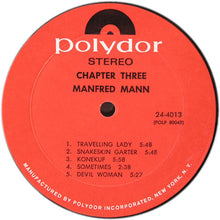 polydor
STEREO
CHAPTER THREE
MANFRED MANN
24-4013
(POLP 80040)
1. TRAVELLING LADY 5:48
2. SNAKESKIN GARTER 5:48
3. KONEKUF 5:58
4. SOMETIMES 2:38
5. DEVIL WOMAN 5:27
MANUFACTURED BY POLYDOR INCORPORATED, NEW YORK, N.Y.